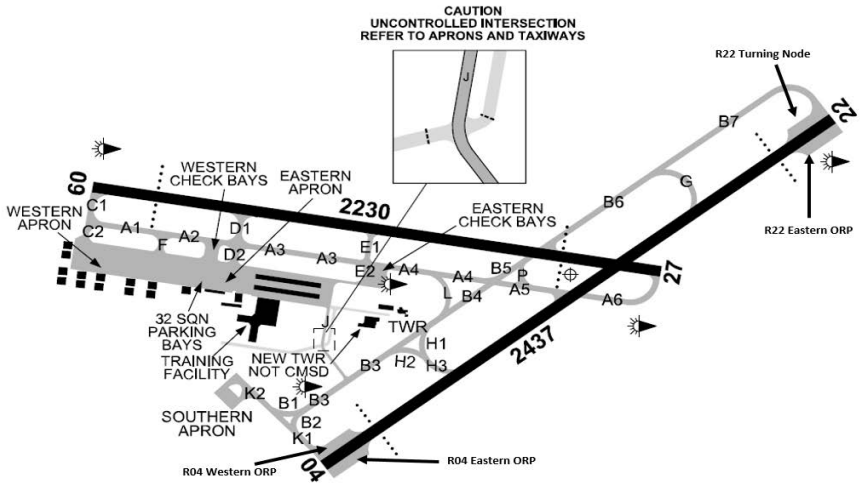 CAUTION
UNCONTROLLED INTERSECTION
REFER TO APRONS AND TAXIWAYS
J
R22 Turning Node
22
B7
G
B6
R22 Eastern ORP
WESTERN
CHECK BAYS
EASTERN
APRON
09
2230
EASTERN
CHECK BAYS
WESTERN
APRON
C1
C2
A1
A2
F
D1
D2
A3
A3
E1
E2
A4
A4
B5
P
A5
A6
27
L
B4
2437
32 SQN
PARKING
BAYS
TRAINING
FACILITY
J
TWR
NEW TWR
NOT CMSD
H1
H2
H3
B3
K2
B1
B3
B2
K1
SOUTHERN
APRON
04
R04 Western ORP
R04 Eastern ORP